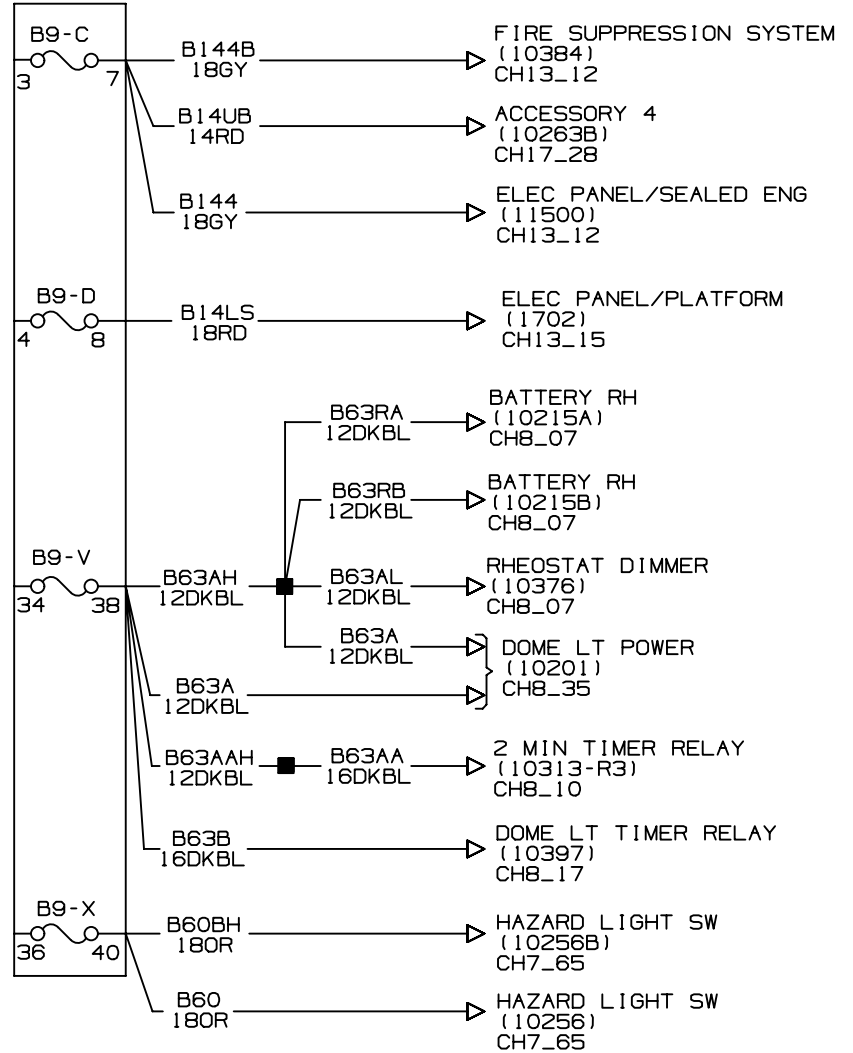 B9-C
3
7
B144B
18GY
FIRE SUPPRESSION SYSTEM
(10384)
CH13_12
B14UB
14RD
ACCESSORY 4
(10263B)
CH17_28
B144
18GY
ELEC PANEL/SEALED ENG
(11500)
CH13_12
B9-D
4
8
B14LS
18RD
ELEC PANEL/PLATFORM
(1702)
CH13_15
B63RA
12DKBL
BATTERY RH
(10215A)
CH8_07
B63RB
12DKBL
BATTERY RH
(10215B)
CH8_07
B9-V
34
38
B63AH
12DKBL
B63AL
12DKBL
RHEOSTAT DIMMER
(10376)
CH8_07
B63A
12DKBL
DOME LT POWER
(10201)
CH8_35
B63A
12DKBL
B63AAH
12DKBL
B63AA
16DKBL
2 MIN TIMER RELAY
(10313-R3)
CH8_10
B63B
16DKBL
DOME LT TIMER RELAY
(10397)
CH8_17
B9-X
36
40
B60BH
18OR
HAZARD LIGHT SW
(10256B)
CH7_65
B60
18OR
HAZARD LIGHT SW
(10256)
CH7_65